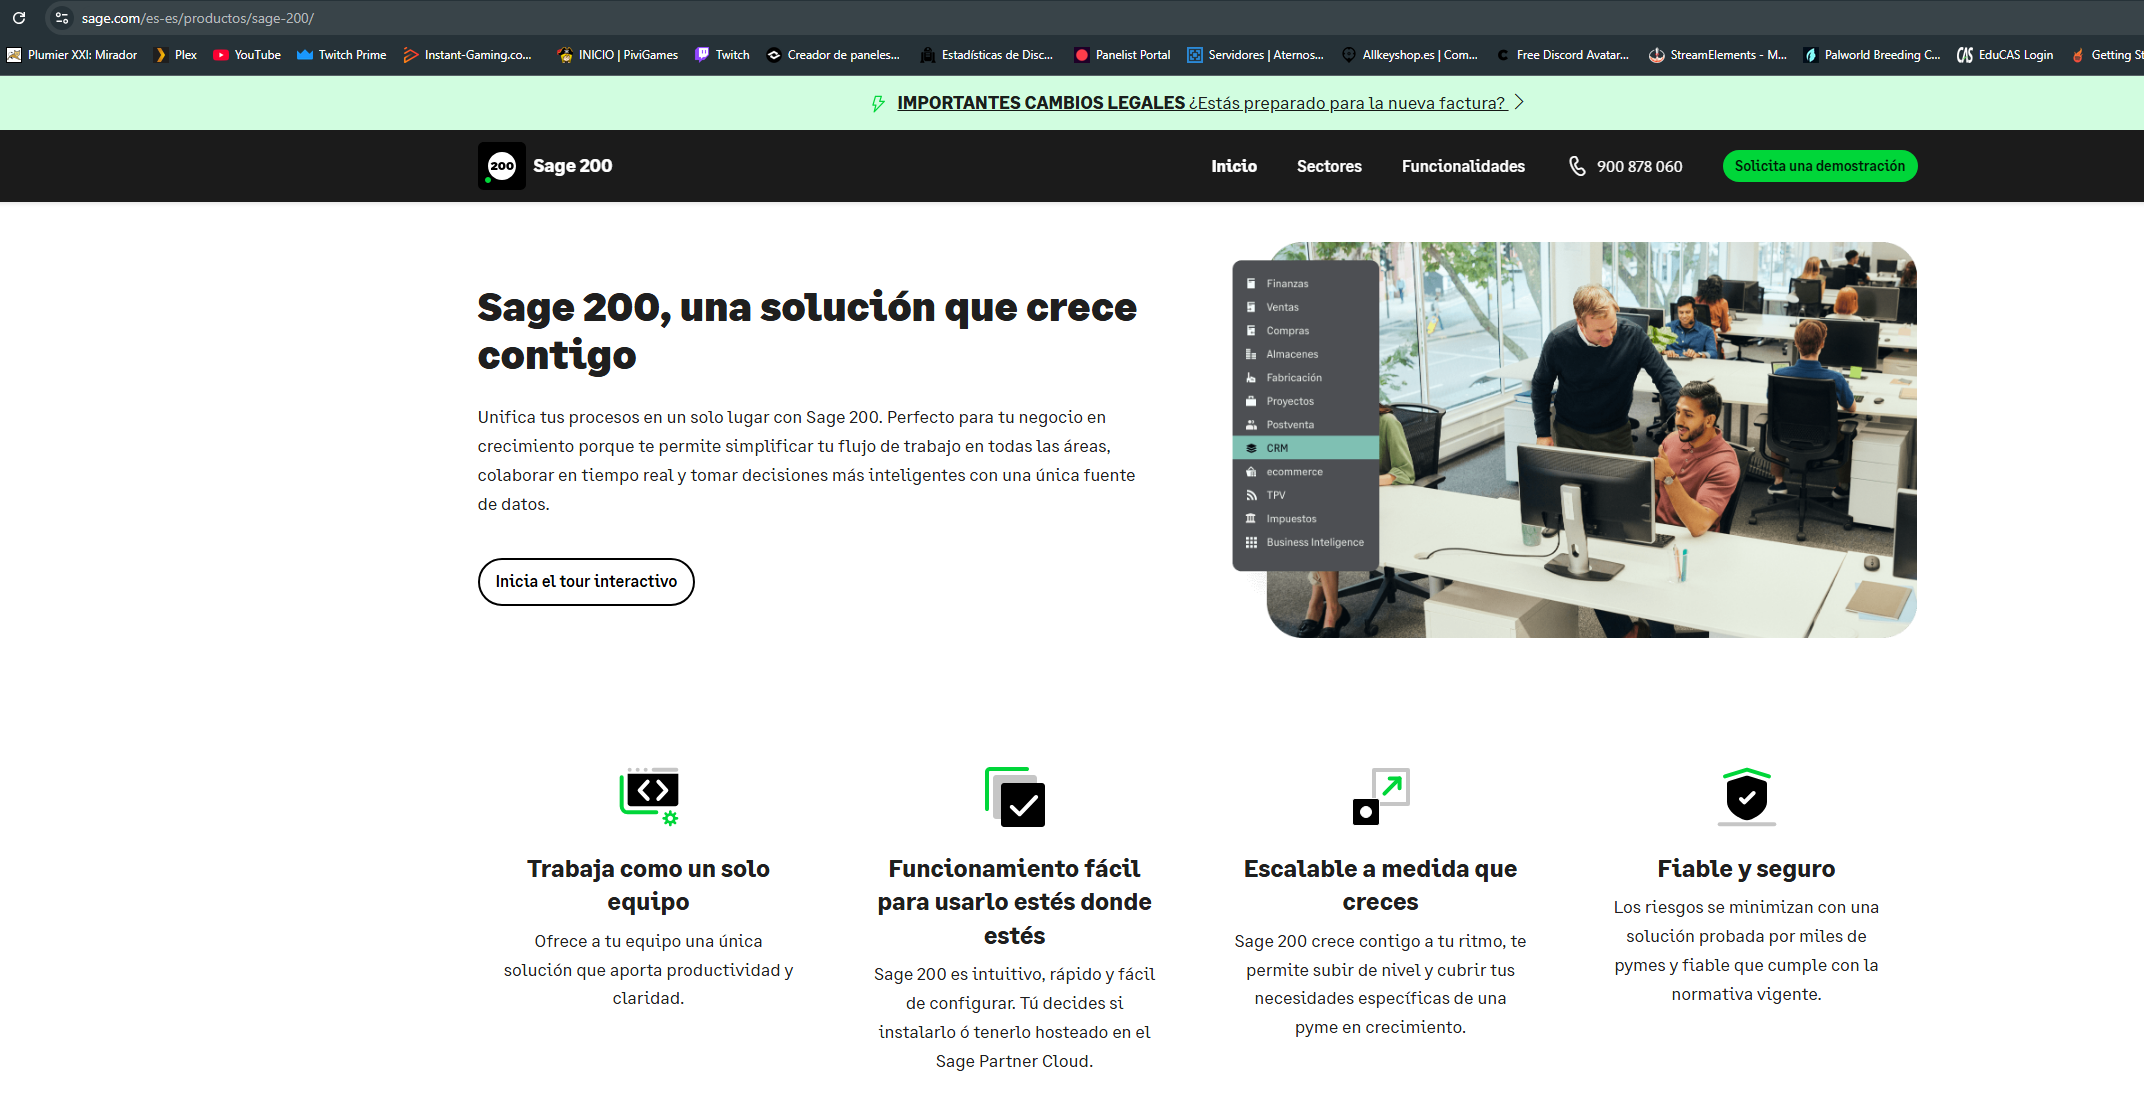 sage.com/es-es/productos/sage-200/
Plumier XXI: Mirador
Plex
YouTube
Twitch Prime
Instant-Gaming.co...
INICIO | PiviGames
Twitch
Creador de paneles...
Estadísticas de Disc...
Panelist Portal
Servidores | Aternos...
Allkeyshop.es | Com...
Free Discord Avatar...
StreamElements - M...
Palworld Breeding C...
CAS EduCAS Login
Getting St
IMPORTANTES CAMBIOS LEGALES ¿Estás preparado para la nueva factura?
200 Sage 200
Inicio
Sectores
Funcionalidades
900 878 060
Solicita una demostración
Sage 200, una solución que crece
contigo
Unifica tus procesos en un solo lugar con Sage 200. Perfecto para tu negocio en
crecimiento porque te permite simplificar tu flujo de trabajo en todas las áreas,
colaborar en tiempo real y tomar decisiones más inteligentes con una única fuente
de datos.
Inicia el tour interactivo
Finanzas
Ventas
Compras
Almacenes
Fabricación
Proyectos
Postventa
CRM
ecommerce
TPV
Impuestos
Business Inteligence
Trabaja como un solo
equipo
Ofrece a tu equipo una única
solución que aporta productividad y
claridad.
Funcionamiento fácil
para usarlo estés donde
estés
Sage 200 es intuitivo, rápido y fácil
de configurar. Tú decides si
instalarlo ó tenerlo hosteado en el
Sage Partner Cloud.
Escalable a medida que
creces
Sage 200 crece contigo a tu ritmo, te
permite subir de nivel y cubrir tus
necesidades específicas de una
pyme en crecimiento.
Fiable y seguro
Los riesgos se minimizan con una
solución probada por miles de
pymes y fiable que cumple con la
normativa vigente.